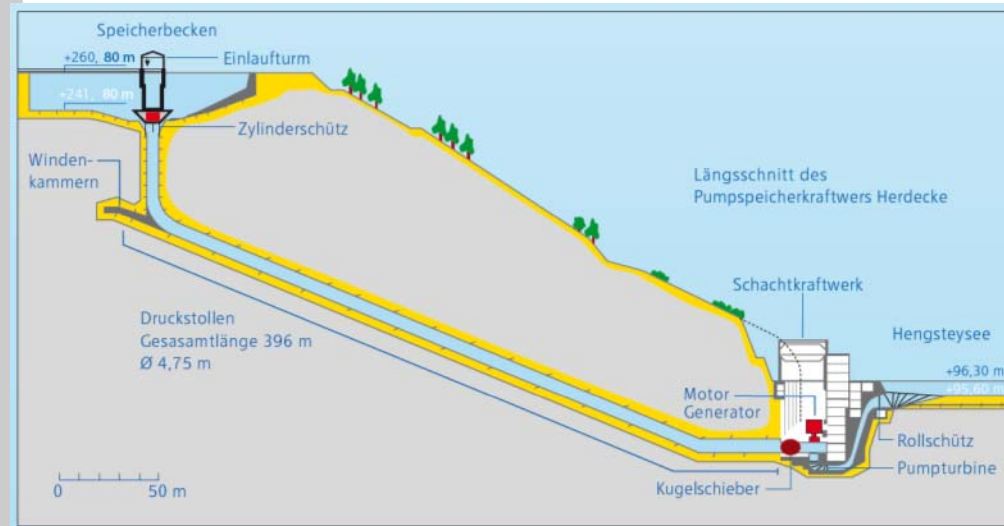 Speicherbecken
+260, 80 m
Einlaufturm
+241, 80 m
Zylinderschütz
Winden-
kammern
Längsschnitt des
Pumpspeicherkraftwers Herdecke
Schachtkraftwerk
Druckstollen
Gesasamtlänge 396 m
Ø 4,75 m
Hengsteysee
+96,30 m
+95,60 m
Motor
Generator
Rollschütz
Pumpturbine
Kugelschieber
0 50 m